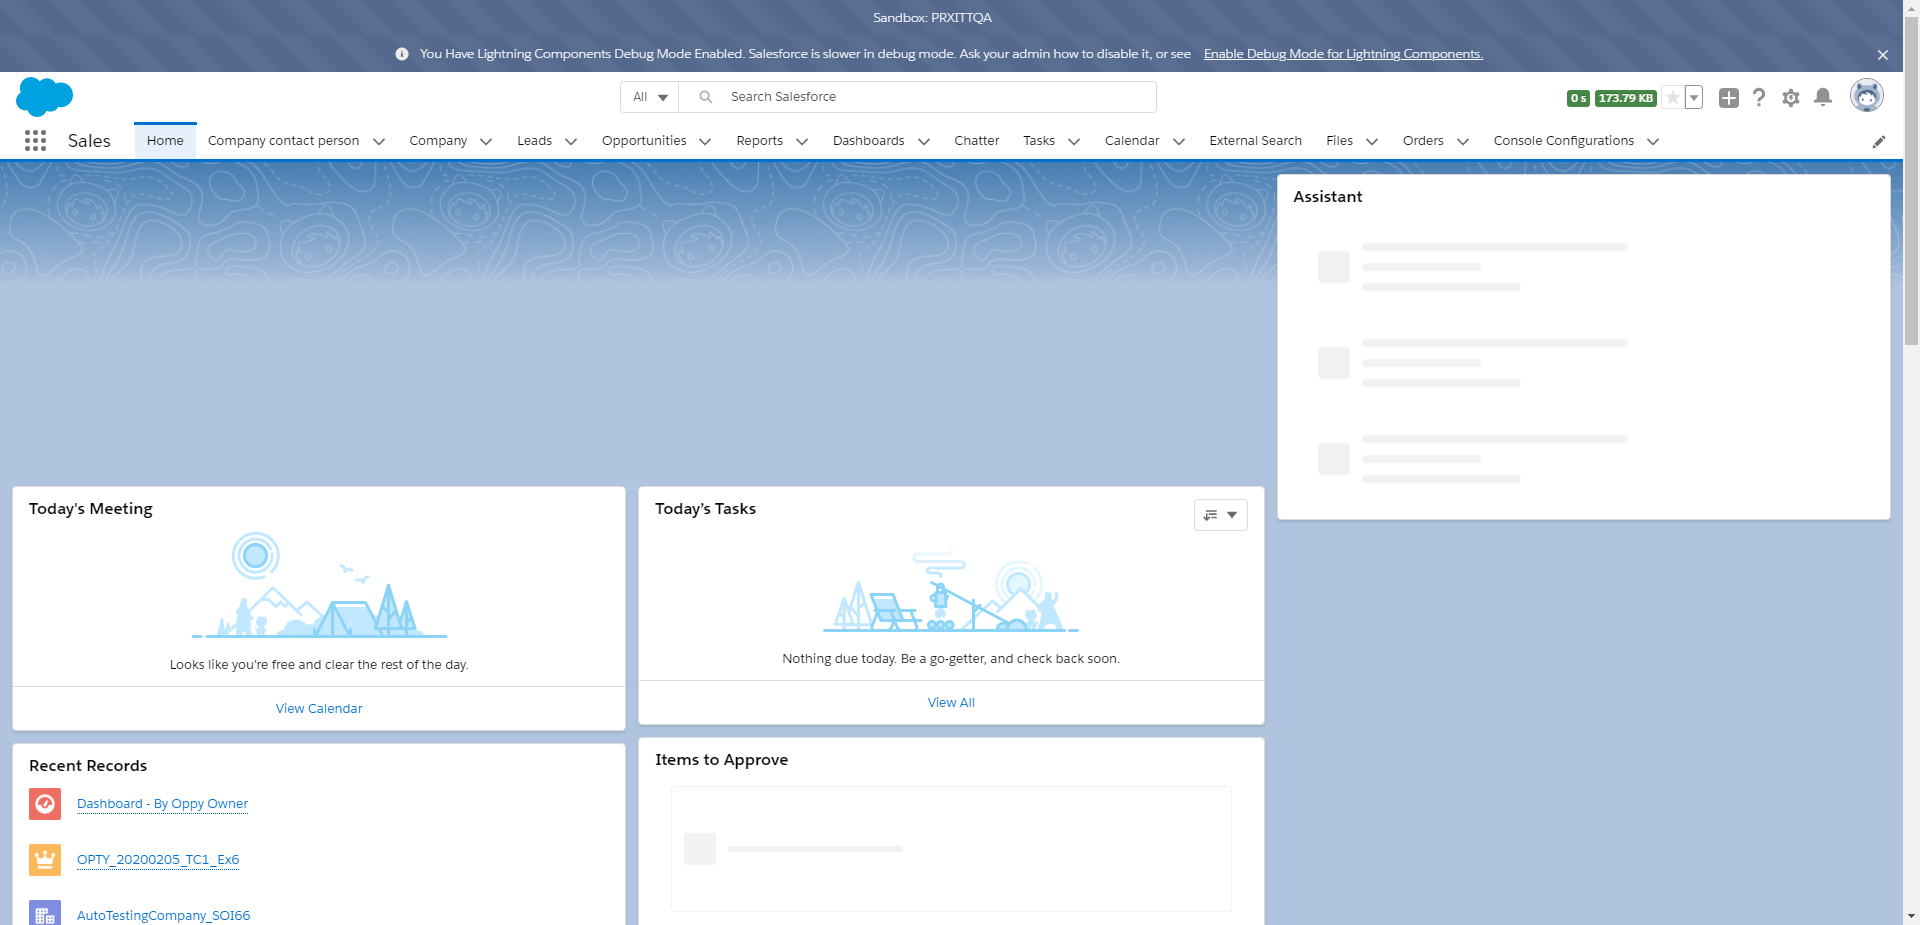 Sandbox: PRXITTQA
You Have Lightning Components Debug Mode Enabled. Salesforce is slower in debug mode. Ask your admin how to disable it, or see Enable Debug Mode for Lightning Components.
All Search Salesforce
0 s 173.79 KB
Sales Home Company contact person Company Leads Opportunities Reports Dashboards Chatter Tasks Calendar External Search Files Orders Console Configurations
Assistant
Today's Meeting
Looks like you're free and clear the rest of the day.
View Calendar
Today’s Tasks
Nothing due today. Be a go-getter, and check back soon.
View All
Recent Records
Dashboard - By Oppy Owner
OPTY_20200205_TC1_Ex6
AutoTestingCompany_SOI66
Items to Approve